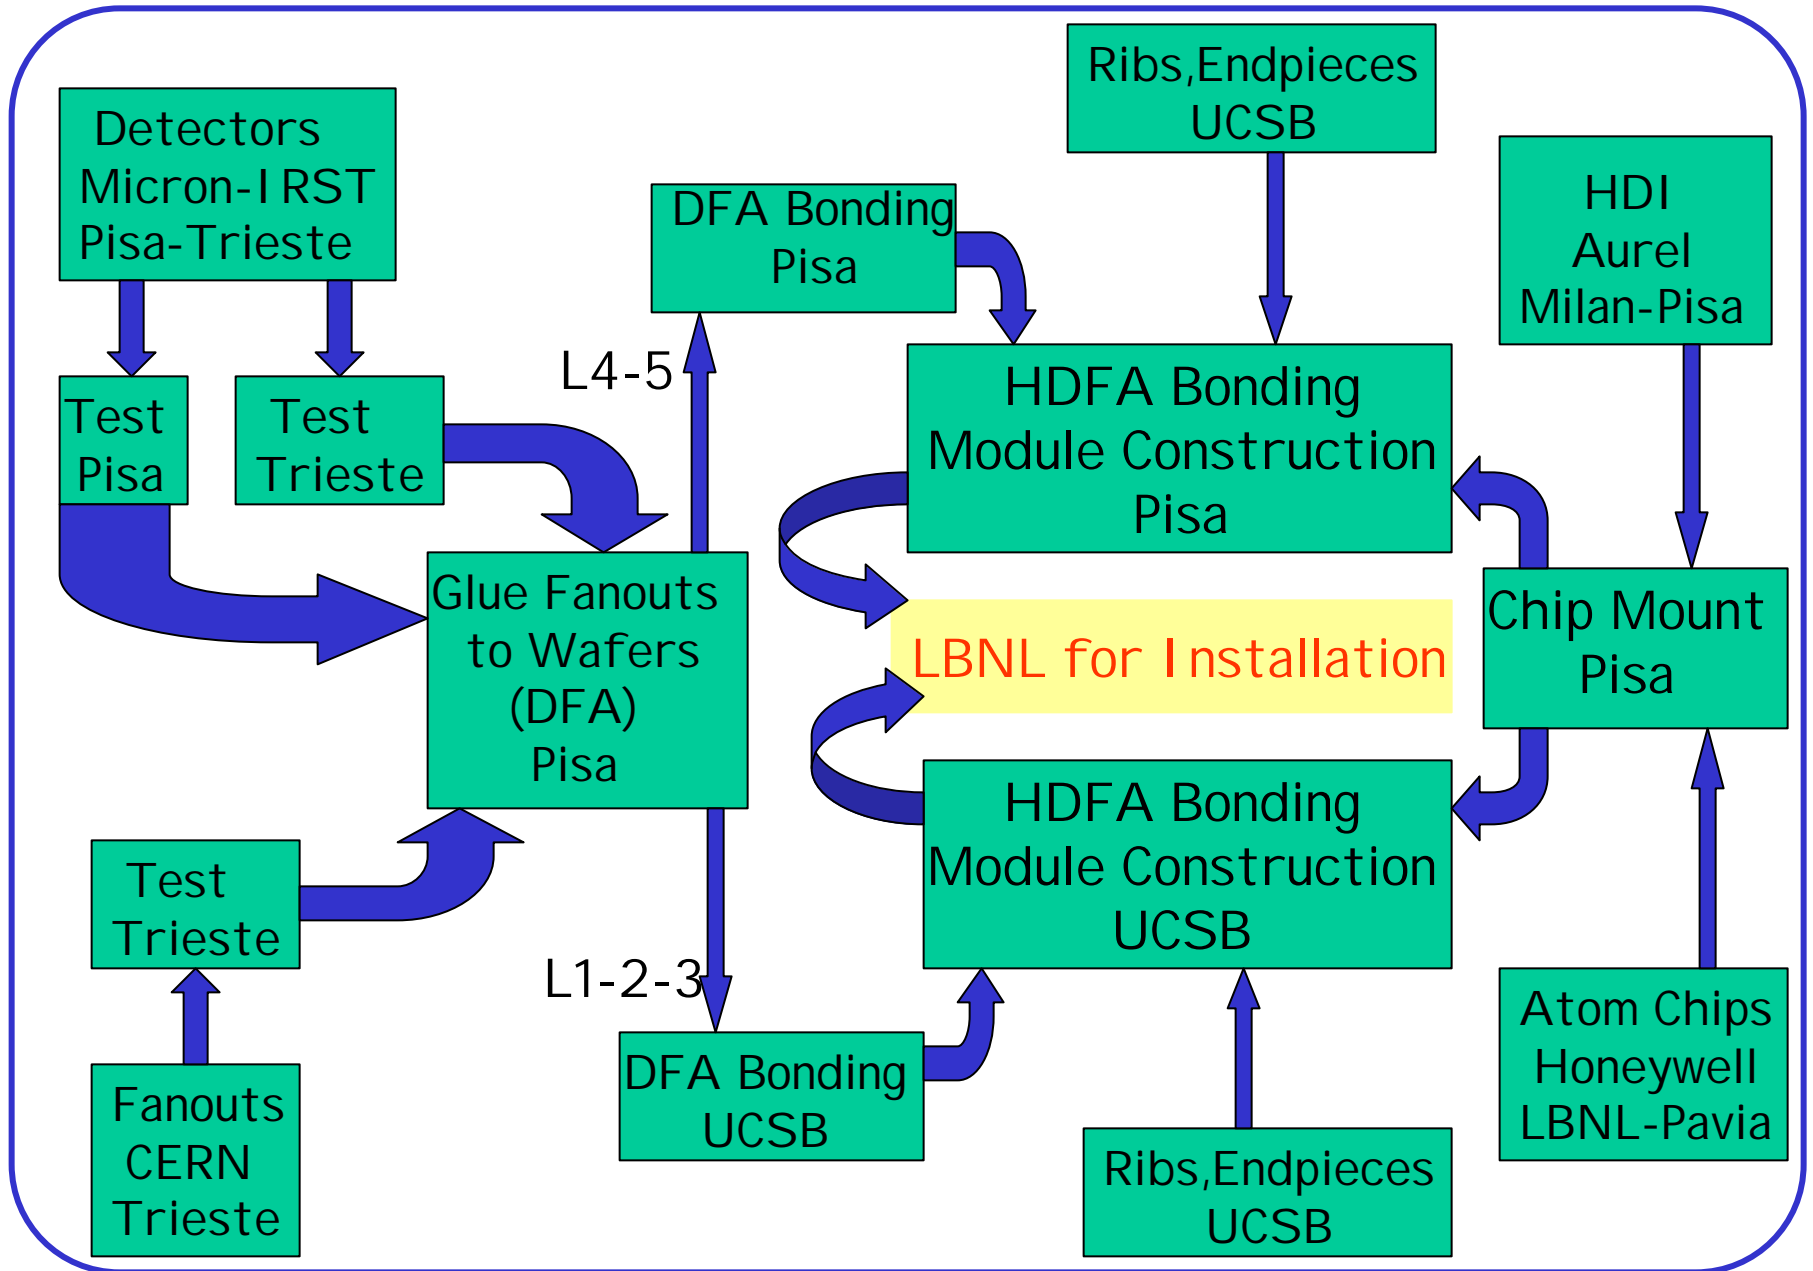 Detectors
Micron-IRST
Pisa-Trieste
Test
Pisa
Test
Trieste
Glue Fanouts
to Wafers
(DFA)
Pisa
Test
Trieste
Fanouts
CERN
Trieste
L4-5
DFA Bonding
Pisa
L1-2-3
DFA Bonding
UCSB
Ribs,Endpieces
UCSB
HDFA Bonding
Module Construction
Pisa
LBNL for Installation
HDFA Bonding
Module Construction
UCSB
Ribs,Endpieces
UCSB
HDI
Aurel
Milan-Pisa
Chip Mount
Pisa
Atom Chips
Honeywell
LBNL-Pavia